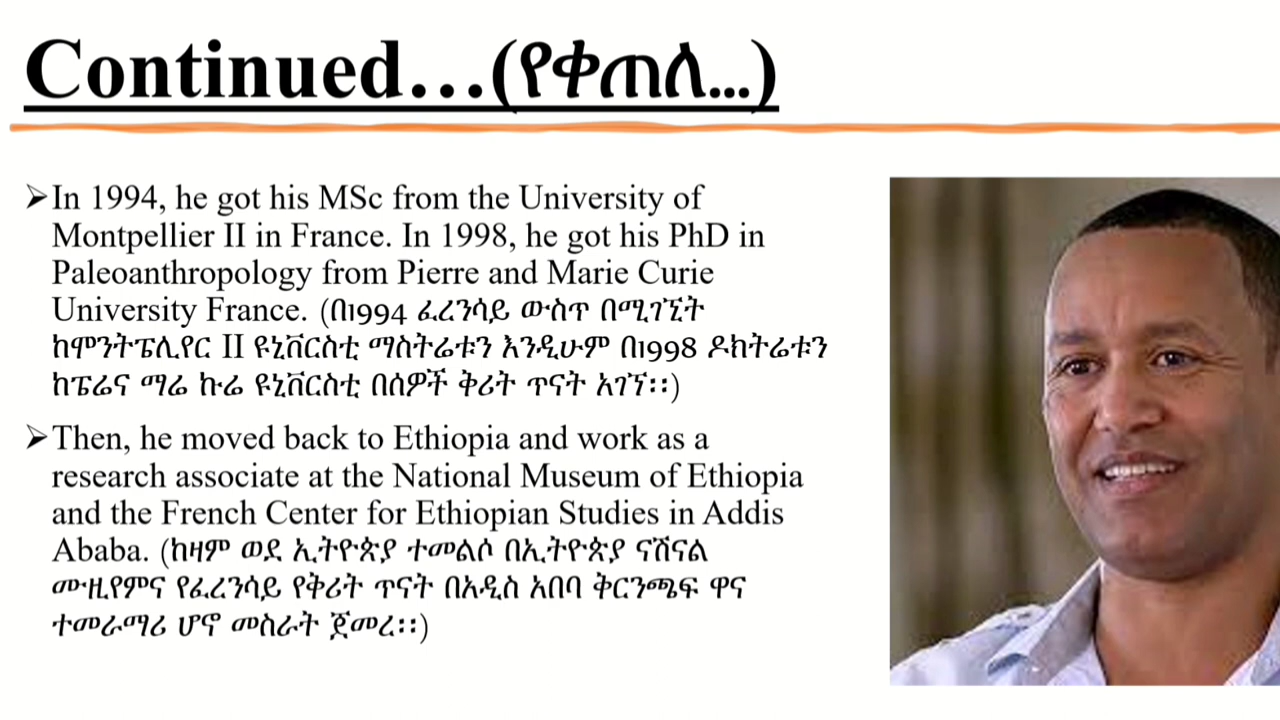 Continued…(የቀጠለ...)
➢In 1994, he got his MSc from the University of
Montpellier II in France. In 1998, he got his PhD in
Paleoanthropology from Pierre and Marie Curie
University France. (በ1994 ፈረንሳይ ውስጥ በሚገኚት
ከሞንትፔሊየር II ዩኒቨርስቲ ማስትሬቱን እንዲሁም በ1998 ዶክትሬቱን
ከፔሬና ማሬ ኩሬ ዩኒቨርስቲ በሰዎች ቅሪት ጥናት አገኘ፡፡)
➢Then, he moved back to Ethiopia and work as a
research associate at the National Museum of Ethiopia
and the French Center for Ethiopian Studies in Addis
Ababa. (ከዛም ወደ ኢትዮጵያ ተመልሶ በኢትዮጵያ ናሽናል
ሙዚየምና የፈረንሳይ የቅሪት ጥናት በአዲስ አበባ ቅርንጫፍ ዋና
ተመራማሪ ሆኖ መስራት ጀመረ፡፡)